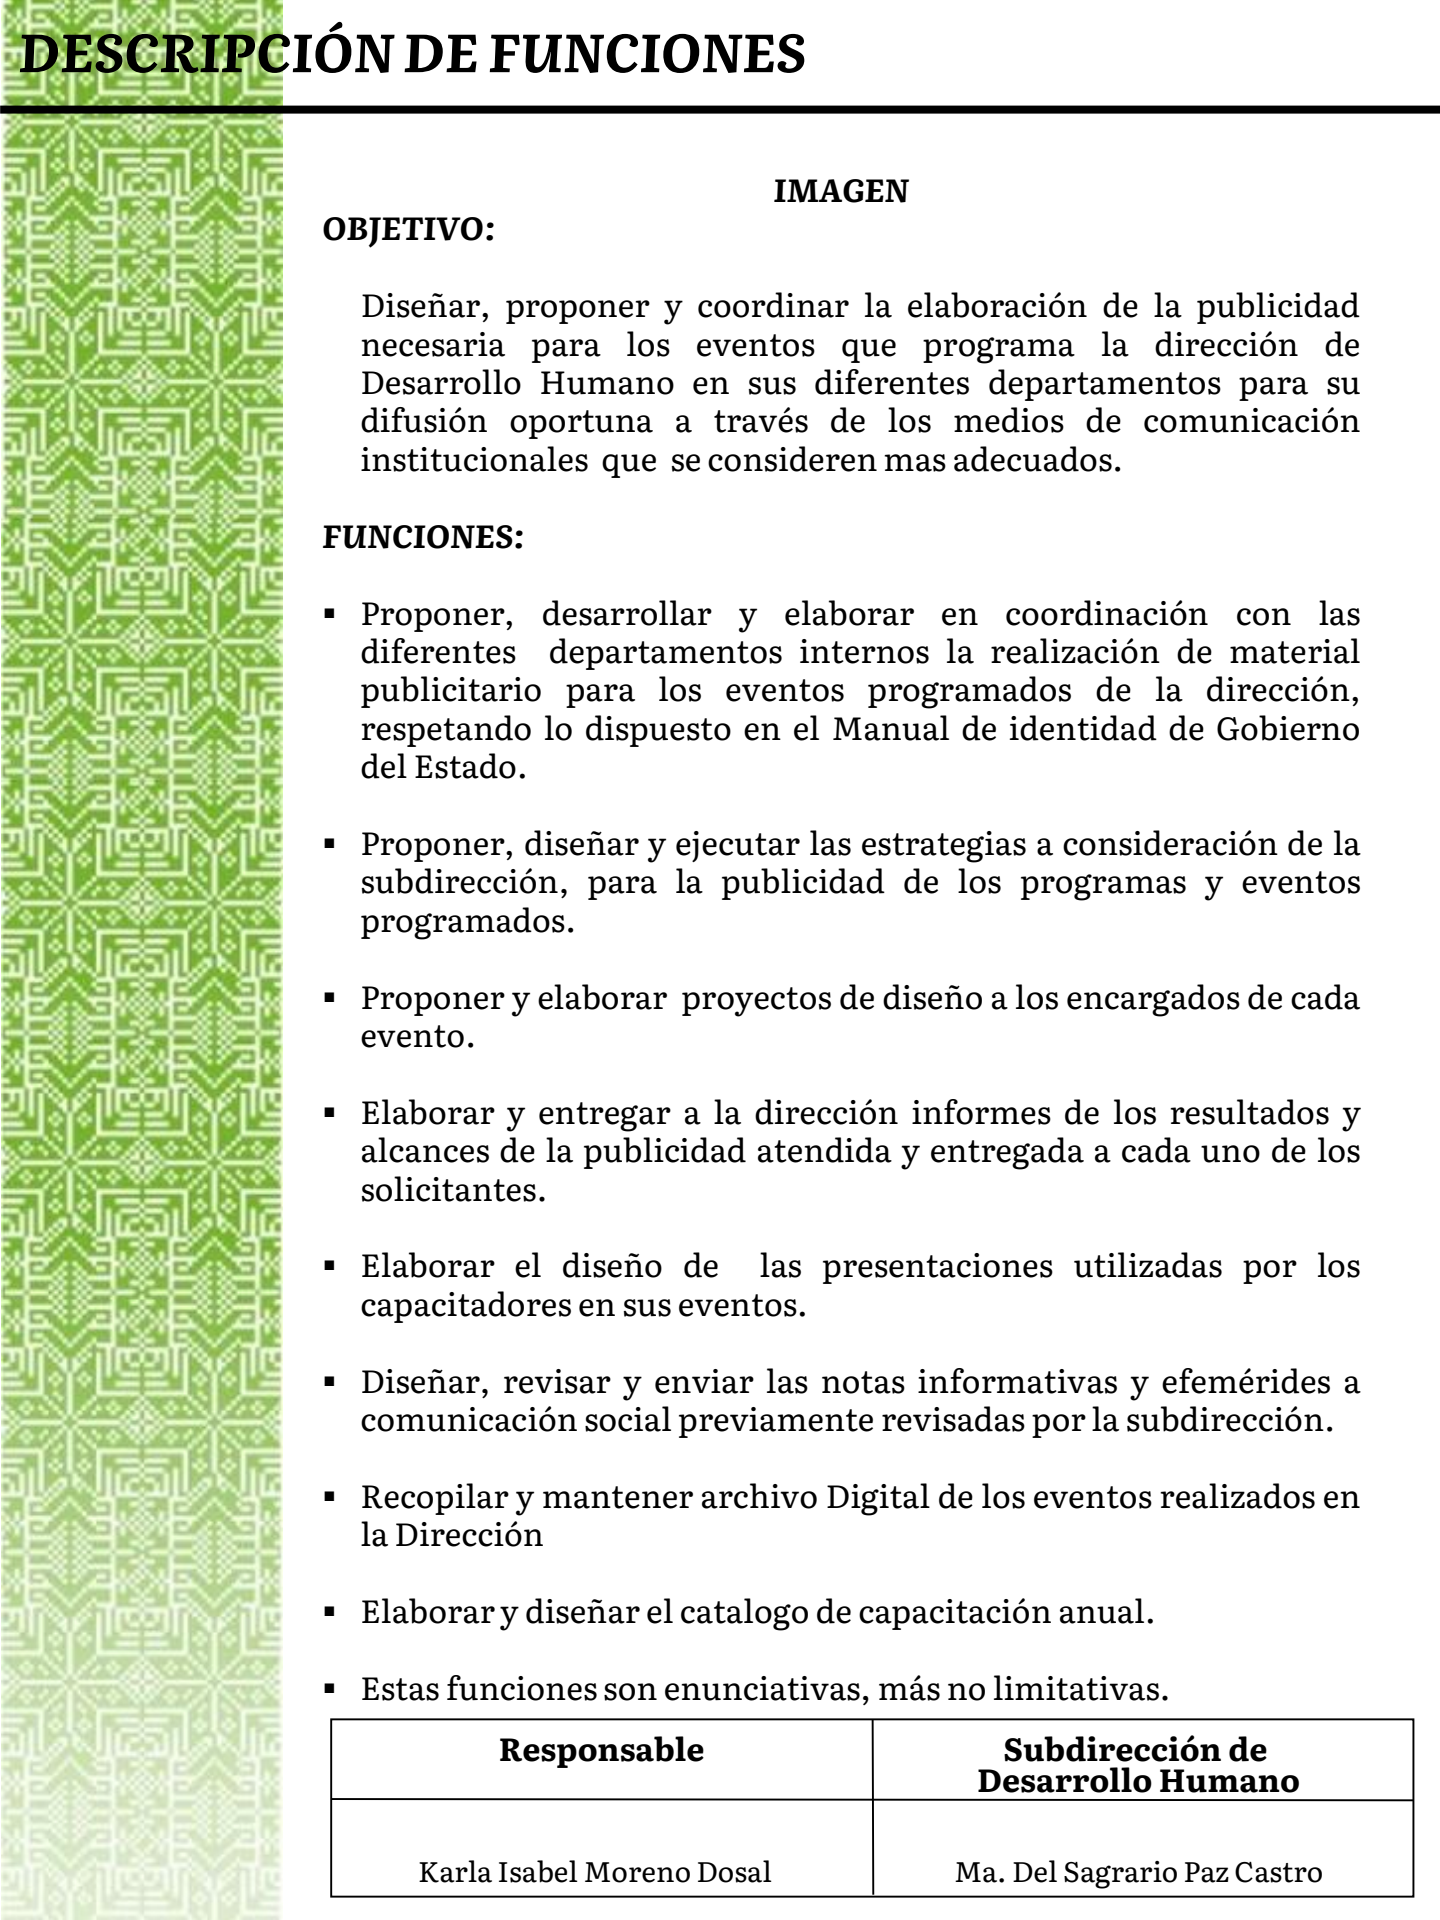 DESCRIPCIÓN DE FUNCIONES
IMAGEN
OBJETIVO:
Diseñar, proponer y coordinar la elaboración de la publicidad
necesaria para los eventos que programa la dirección de
Desarrollo Humano en sus diferentes departamentos para su
difusión oportuna a través de los medios de comunicación
institucionales que se consideren mas adecuados.
FUNCIONES:
▪ Proponer, desarrollar y elaborar en coordinación con las
diferentes departamentos internos la realización de material
publicitario para los eventos programados de la dirección,
respetando lo dispuesto en el Manual de identidad de Gobierno
del Estado.
▪ Proponer, diseñar y ejecutar las estrategias a consideración de la
subdirección, para la publicidad de los programas y eventos
programados.
▪ Proponer y elaborar proyectos de diseño a los encargados de cada
evento.
▪ Elaborar y entregar a la dirección informes de los resultados y
alcances de la publicidad atendida y entregada a cada uno de los
solicitantes.
▪ Elaborar el diseño de las presentaciones utilizadas por los
capacitadores en sus eventos.
▪ Diseñar, revisar y enviar las notas informativas y efemérides a
comunicación social previamente revisadas por la subdirección.
▪ Recopilar y mantener archivo Digital de los eventos realizados en
la Dirección
▪ Elaborar y diseñar el catalogo de capacitación anual.
▪ Estas funciones son enunciativas, más no limitativas.
Responsable
Subdirección de
Desarrollo Humano
Karla Isabel Moreno Dosal
Ma. Del Sagrario Paz Castro